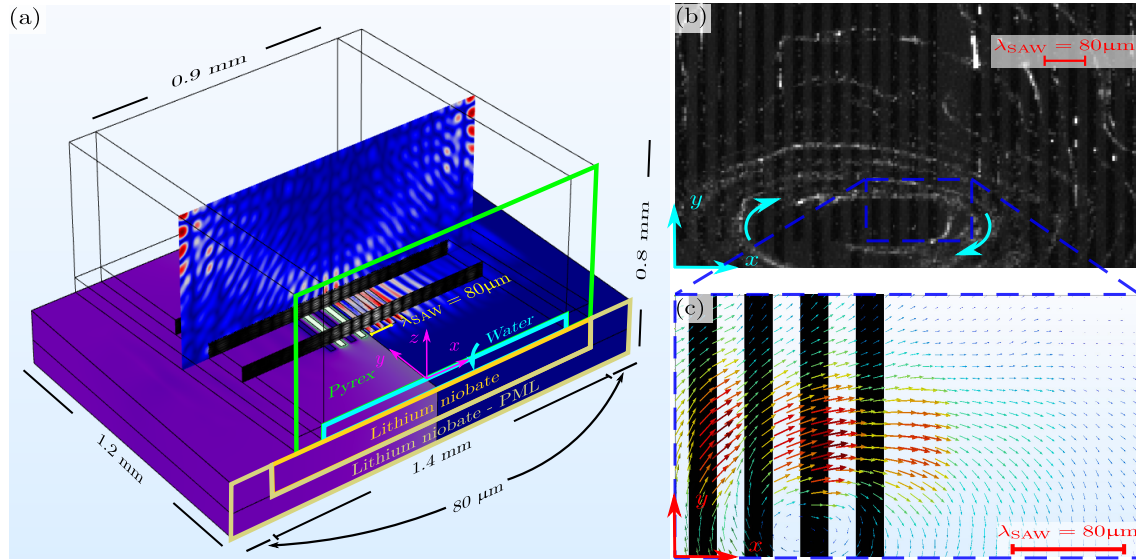 (a)
0.9 mm
0.8 mm
λSAW = 80µm
Water
z
x
y
Pyrex
Lithium niobate
Lithium niobate - PML
1.2 mm
1.4 mm
80 µm
(b)
λSAW = 80µm
y
x
(c)
y
x
λSAW = 80µm